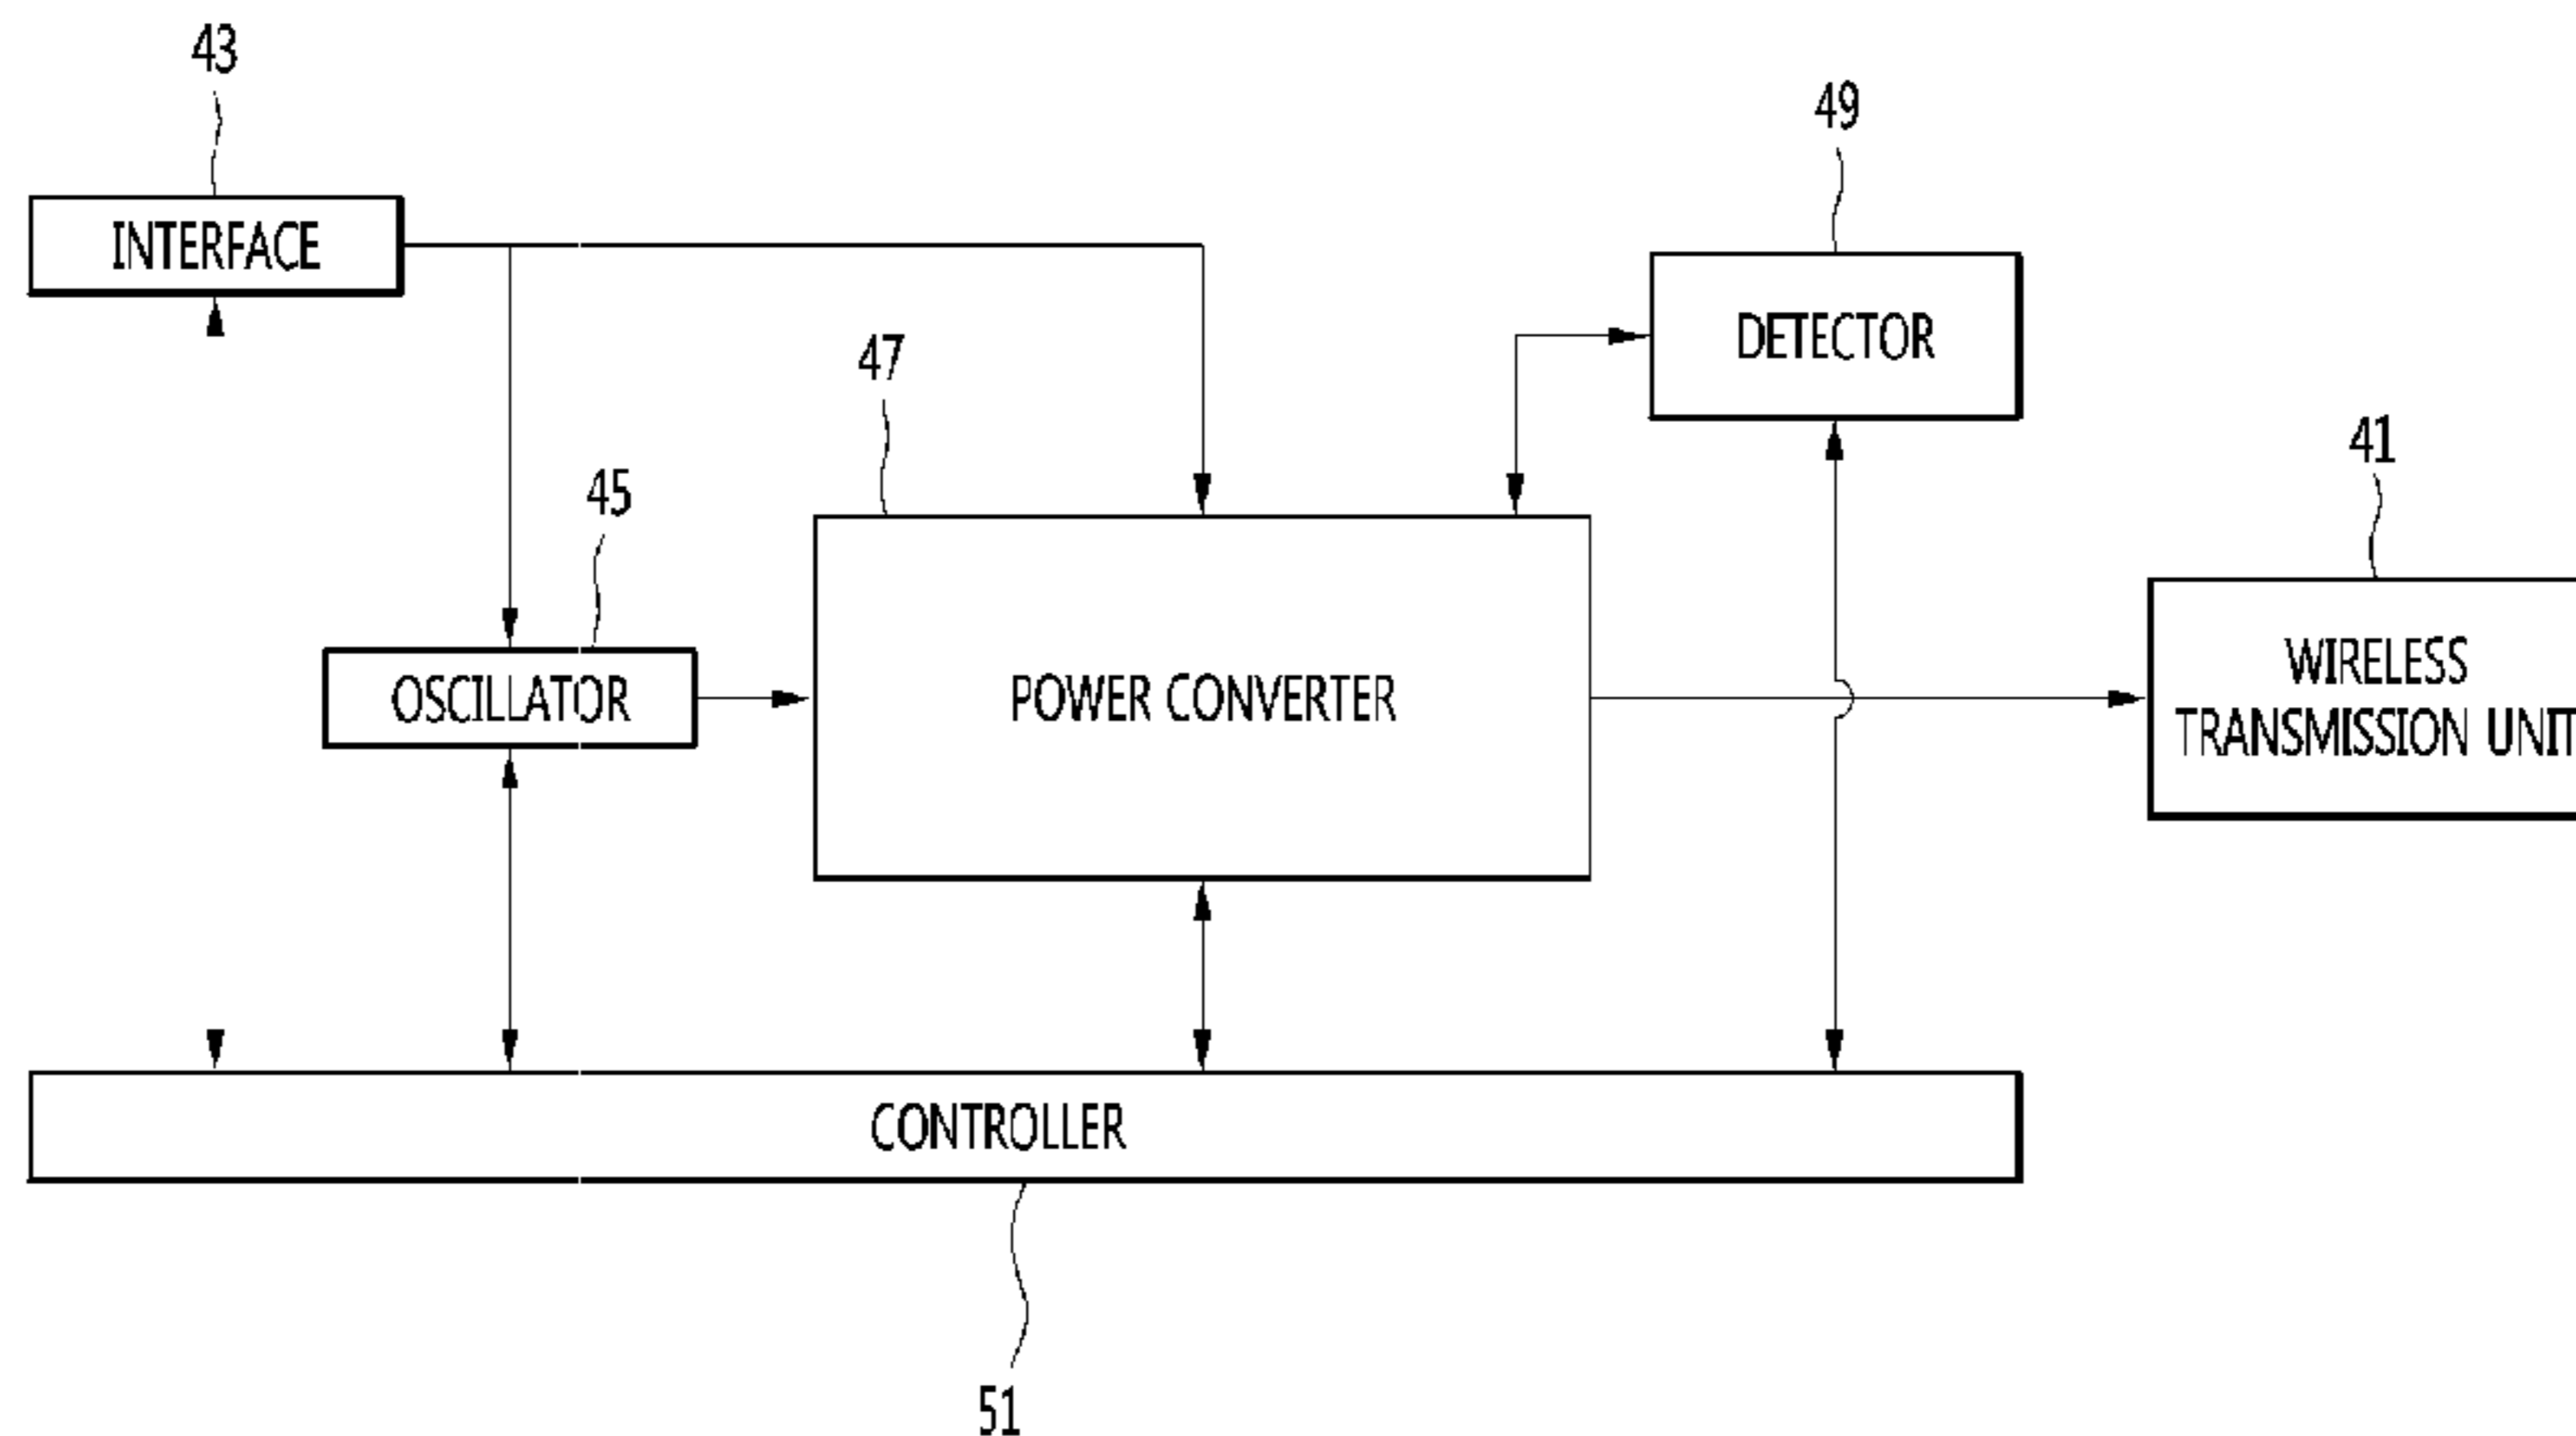 43
49
INTERFACE
DETECTOR
47
41
45
WIRELESS
TRANSMISSION UNIT
OSCILLATOR
POWER CONVERTER
CONTROLLER
51